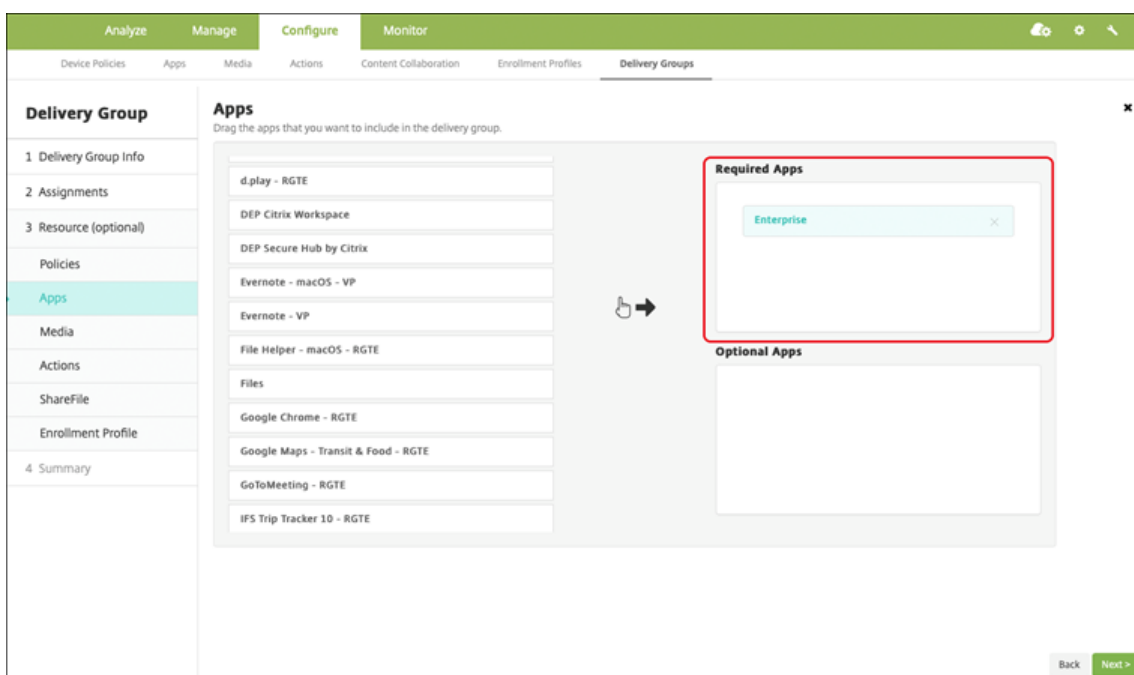 Analyze Manage Configure Monitor
Device Policies Apps Media Actions Content Collaboration Enrollment Profiles Delivery Groups
Delivery Group
1 Delivery Group Info
2 Assignments
3 Resource (optional)
Policies
Apps
Media
Actions
ShareFile
Enrollment Profile
4 Summary
Apps
Drag the apps that you want to include in the delivery group.
d.play - RGTE
DEP Citrix Workspace
DEP Secure Hub by Citrix
Evernote - macOS - VP
Evernote - VP
File Helper - macOS - RGTE
Files
Google Chrome - RGTE
Google Maps - Transit & Food - RGTE
GoToMeeting - RGTE
IFS Trip Tracker 10 - RGTE
Required Apps
Enterprise
Optional Apps
Back Next >